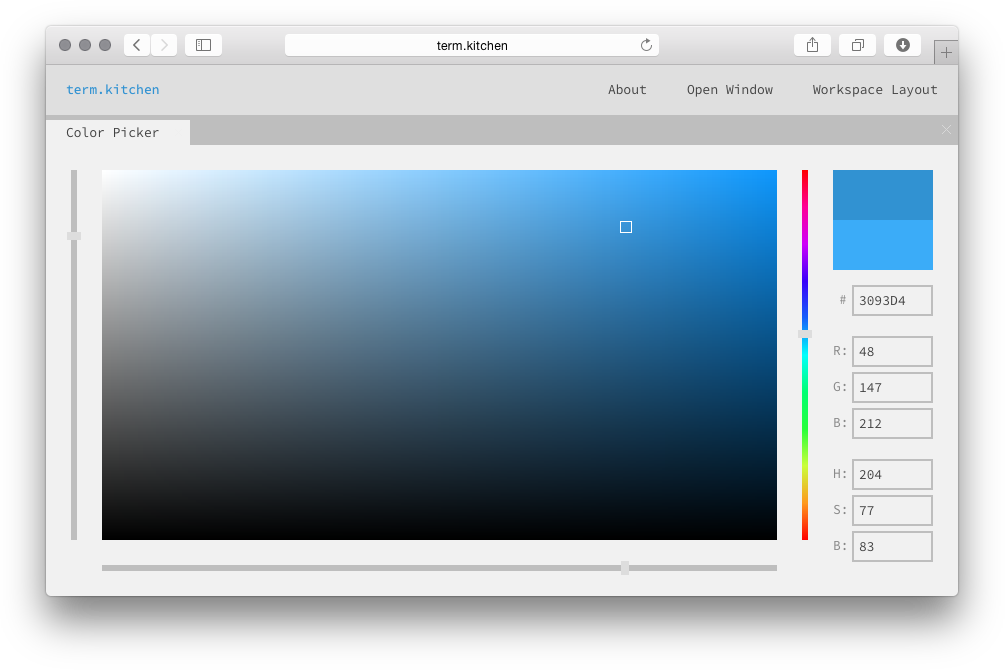 term.kitchen
term.kitchen About Open Window Workspace Layout
Color Picker
# 3093D4
R: 48
G: 147
B: 212
H: 204
S: 77
B: 83